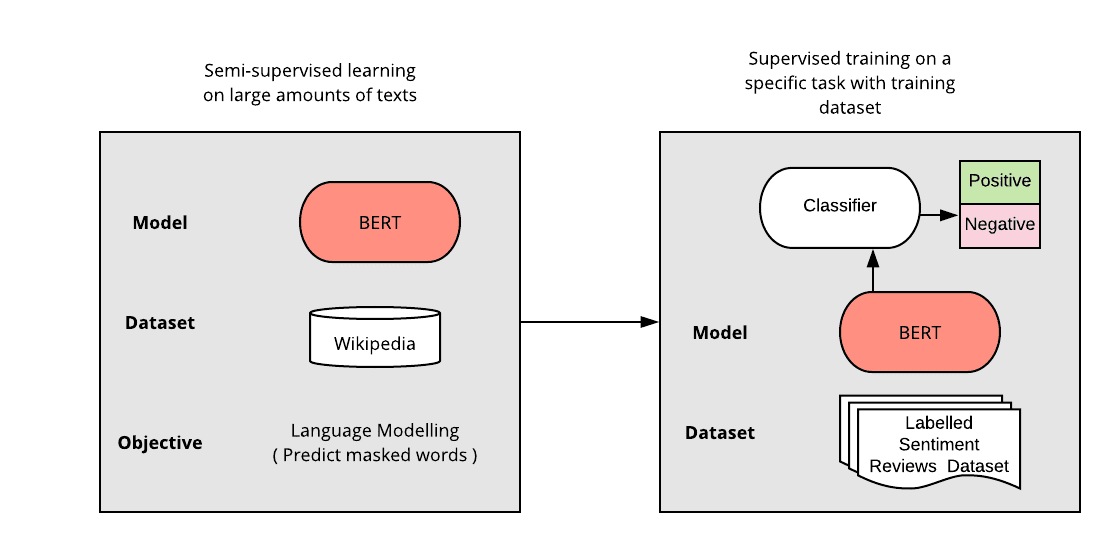 Semi-supervised learning
on large amounts of texts
Model
BERT
Dataset
Wikipedia
Objective
Language Modelling
( Predict masked words )
Supervised training on a
specific task with training
dataset
Classifier
Positive
Negative
Model
BERT
Dataset
Labelled
Sentiment
Reviews Dataset